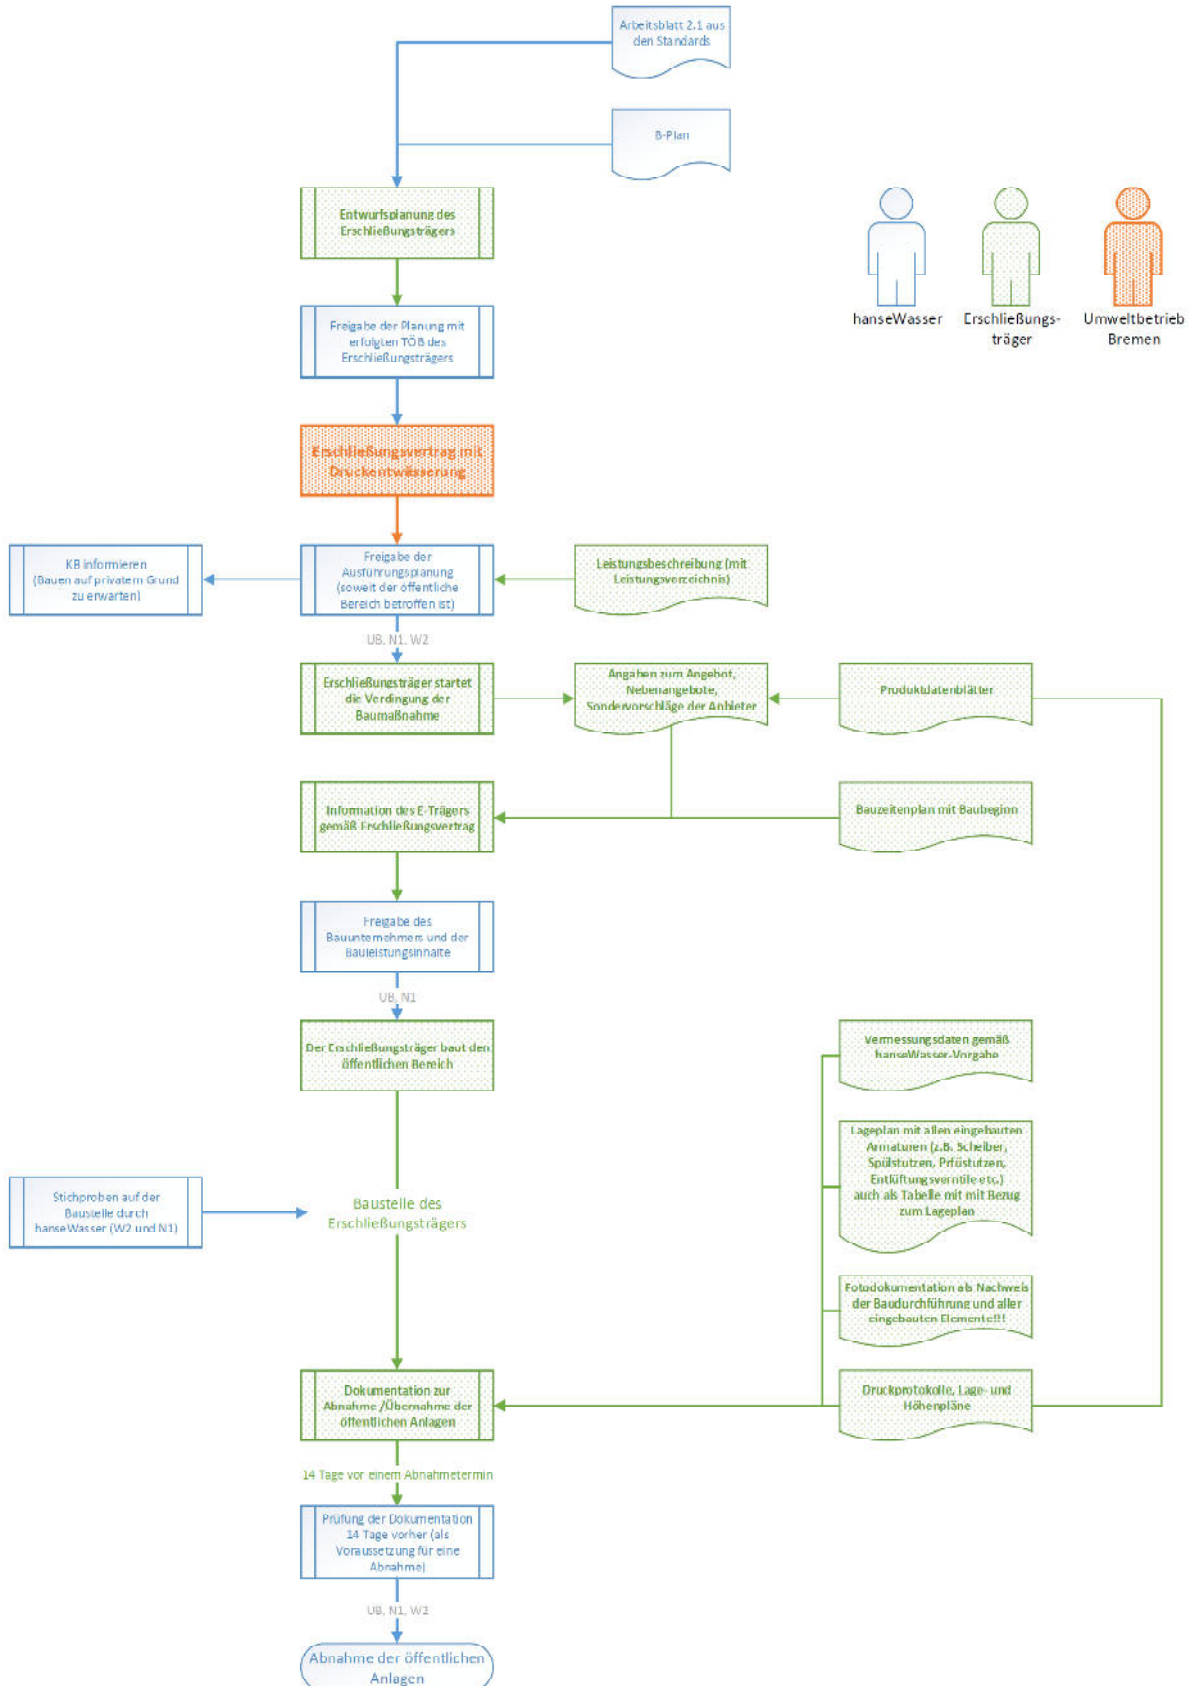 Arbeitsblatt 2.1 aus
den Standards
B-Plan
Entwurfsplanung des
Erschließungsträgers
hanseWasser
Erschließungs-
träger
Umweltbetrieb
Bremen
Freigabe der Planung mit
erfolgten TÖB des
Erschließungsträgers
Erschließungsvertrag mit
Druckentwässerung
KB informieren
(Bauen auf privatem Grund
zu erwarten)
Freigabe der
Ausführungsplanung
(soweit der öffentliche
Bereich betroffen ist)
Leistungsbeschreibung (mit
Leistungsverzeichnis)
UB, N1, W2
Erschließungsträger startet
die Verdingung der
Baumaßnahme
Angaben zum Angebot,
Nebenangebote,
Sondervorschläge der Anbieter
Produktdatenblätter
Information des E-Trägers
gemäß Erschließungsvertrag
Bauzeitenplan mit Baubeginn
Freigabe des
Bauunternehmers und der
Bauleistungsinhalte
UB, N1
Der Erschließungsträger baut den
öffentlichen Bereich
Vermessungsdaten gemäß
hanseWasser-Vorgabe
Lageplan mit allen eingebauten
Armaturen (z.B. Scheiber,
Spülstutzen, Prfüstutzen,
Entlüftungsverntile etc.)
auch als Tabelle mit mit Bezug
zum Lageplan
Stichproben auf der
Baustelle durch
hanseWasser (W2 und N1)
Baustelle des
Erschließungsträgers
Fotodokumentation als Nachweis
der Baudurchführung und aller
eingebauten Elemente!!!!
Dokumentation zur
Abnahme /Übernahme der
öffentlichen Anlagen
Druckprotokolle, Lage- und
Höhenpläne
14 Tage vor einem Abnahmetermin
Prüfung der Dokumentation
14 Tage vorher (als
Voraussetzung für eine
Abnahme)
UB, N1, W2
Abnahme der öffentlichen
Anlagen